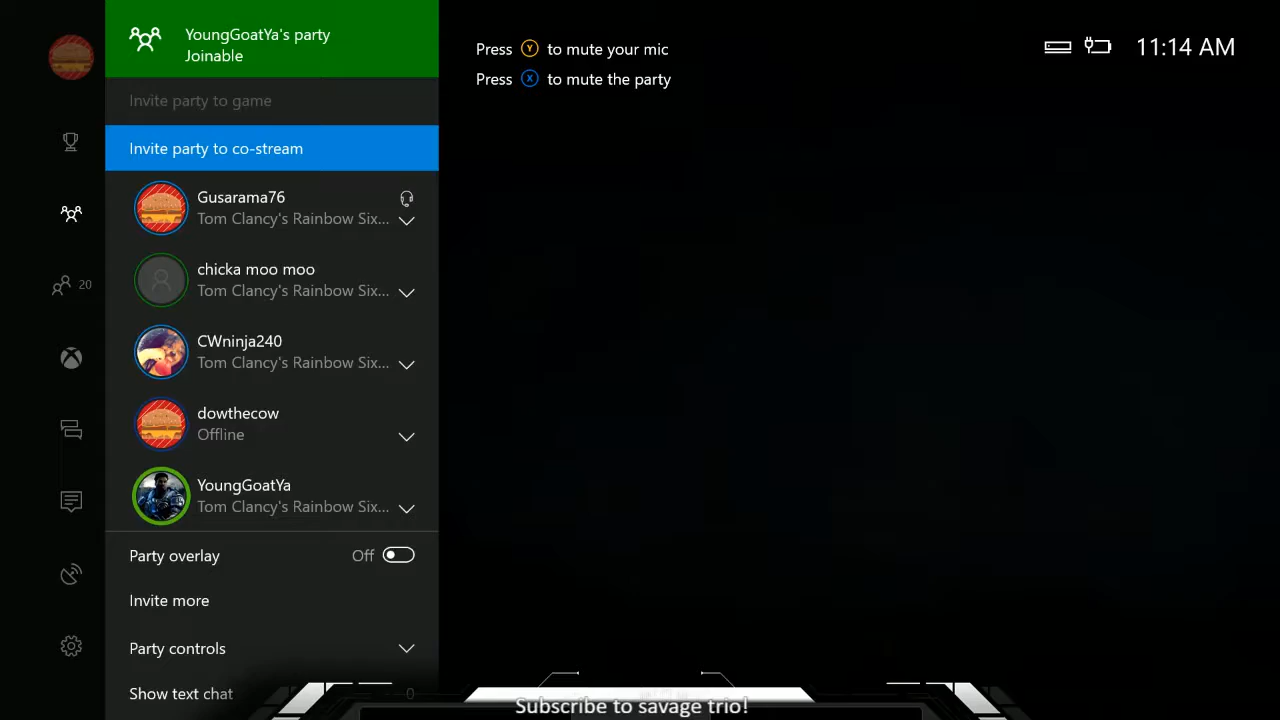 YoungGoatYa's party
Joinable
Invite party to game
Invite party to co-stream
Gusarama76
Tom Clancy's Rainbow Six...
chicka moo moo
Tom Clancy's Rainbow Six...
CWninja240
Tom Clancy's Rainbow Six...
dowthecow
Offline
YoungGoatYa
Tom Clancy's Rainbow Six...
Party overlay Off
Invite more
Party controls
Show text chat 0
20
Press Y to mute your mic
Press X to mute the party
11:14 AM
Subscribe to savage trio!